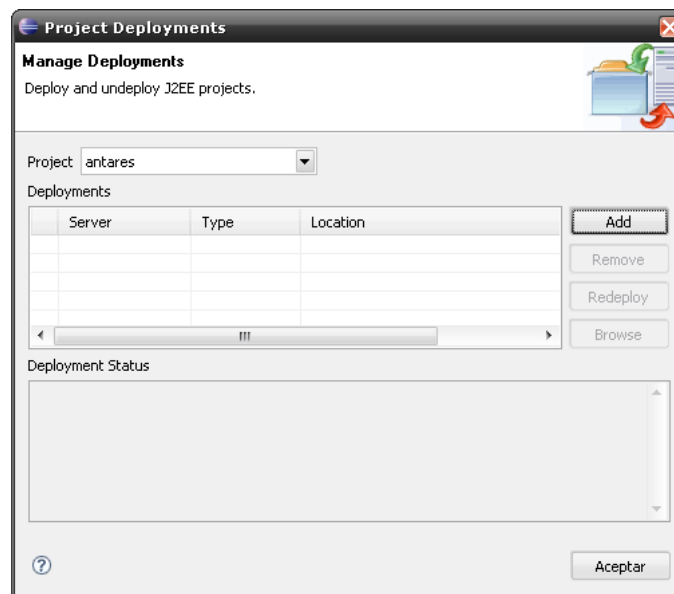 Project Deployments
Manage Deployments
Deploy and undeploy J2EE projects.
Project antares
Deployments
Server Type Location Add
Remove
Redeploy
Browse
Deployment Status
Aceptar